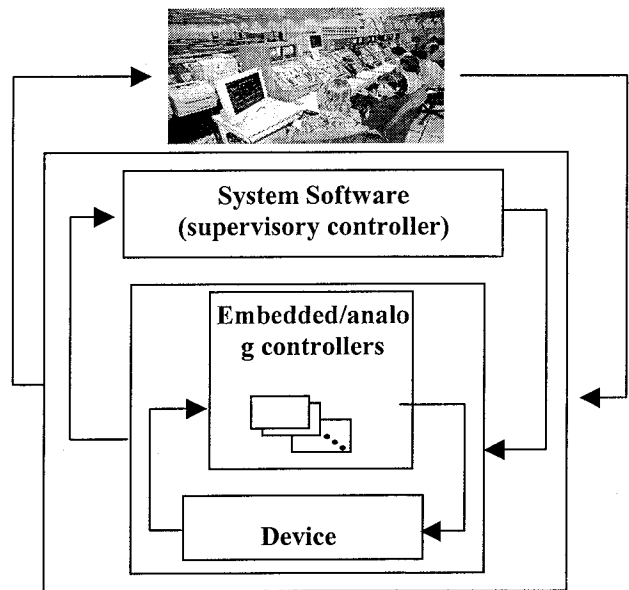 System Software
(supervisory controller)
Embedded/analo
g controllers
Device